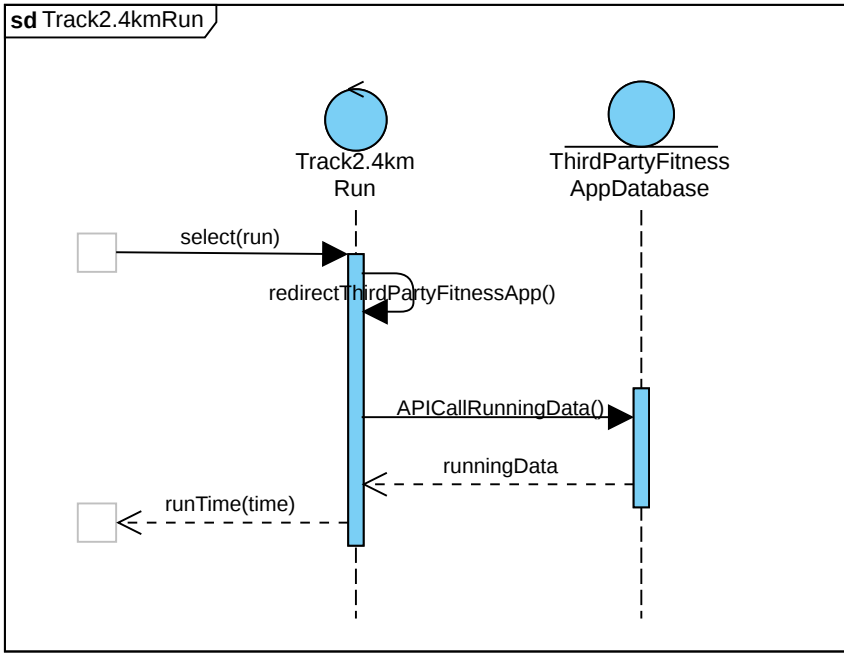 sd Track2.4kmRun
Track2.4km
Run
ThirdPartyFitness
AppDatabase
select(run)
redirectThirdPartyFitnessApp()
APICallRunningData()
runningData
runTime(time)